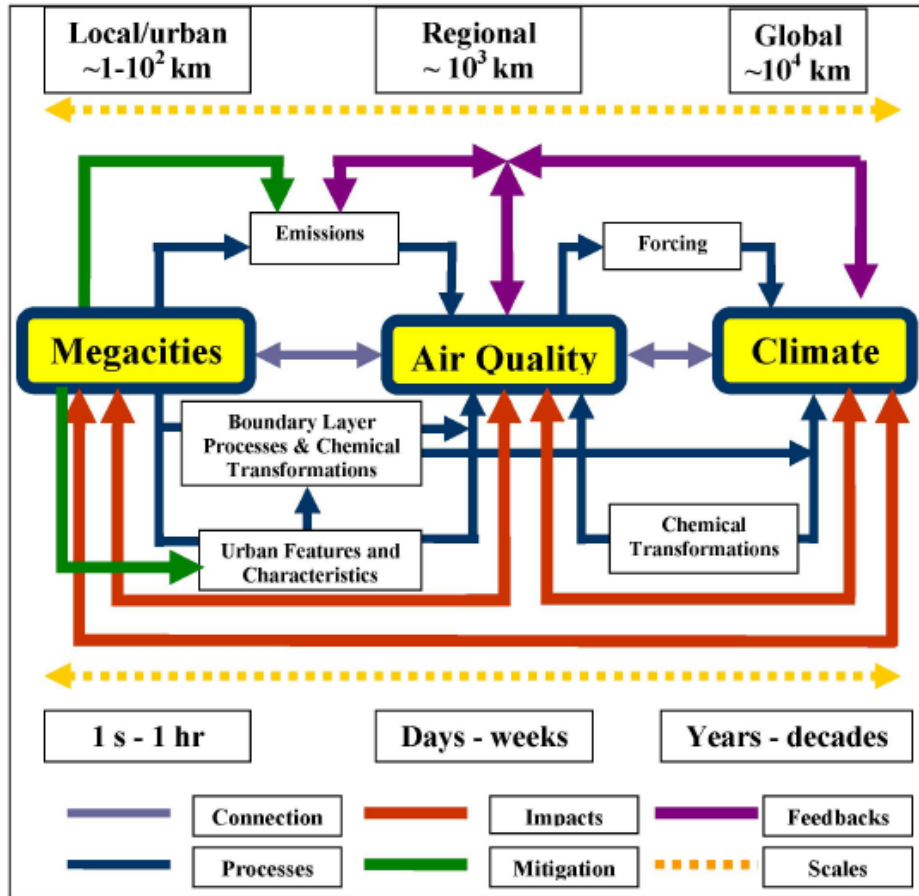 Local/urban
~1-10² km
Regional
~ 10³ km
Global
~10⁴ km
Emissions
Forcing
Megacities
Air Quality
Climate
Boundary Layer
Processes & Chemical
Transformations
Urban Features and
Characteristics
Chemical
Transformations
1 s - 1 hr
Days - weeks
Years - decades
Connection
Impacts
Feedbacks
Processes
Mitigation
Scales